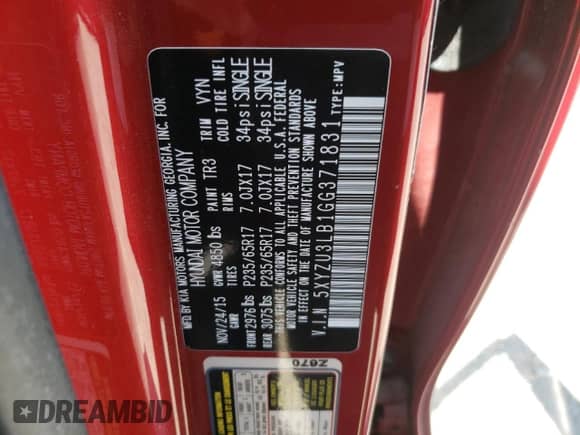 MFD BY KIA MOTORS MANUFACTURING GEORGIA, INC. FOR
HYUNDAI MOTOR COMPANY
NOV/24/15 GVWR 4850 lbs PAINT TR3 TRIM VYN
GAWR TIRES RIMS COLD TIRE INFL
FRONT 2976 lbs P235/65R17 7.0JX17 34psi SINGLE
REAR 3075 lbs P235/65R17 7.0JX17 34psi SINGLE
THIS VEHICLE CONFORMS TO ALL APPLICABLE U.S.A. FEDERAL
MOTOR VEHICLE SAFETY AND THEFT PREVENTION STANDARDS
IN EFFECT ON THE DATE OF MANUFACTURE SHOWN ABOVE
V.I.N 5XYZU3LB1GG371831 TYPE:MPV
Z670
DREAMBID